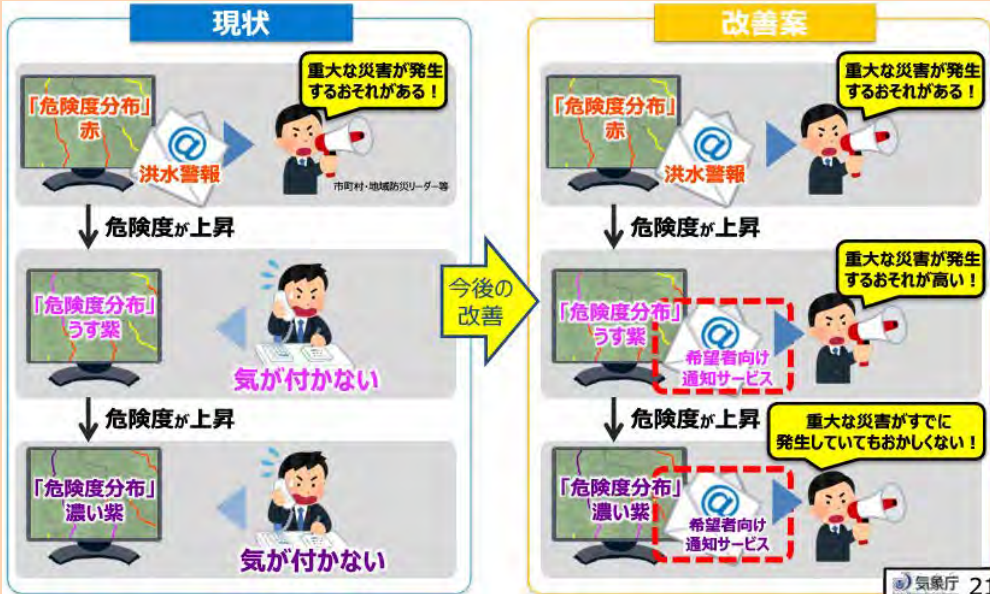 現状
重大な災害が発生
するおそれがある！
「危険度分布」
赤
@
洪水警報
市町村・地域防災リーダー等
危険度が上昇
「危険度分布」
うす紫
気が付かない
危険度が上昇
「危険度分布」
濃い紫
気が付かない
今後の
改善
改善案
重大な災害が発生
するおそれがある！
「危険度分布」
赤
@
洪水警報
危険度が上昇
重大な災害が発生
するおそれが高い！
「危険度分布」
うす紫
@
希望者向け
通知サービス
危険度が上昇
重大な災害がすでに
発生していてもおかしくない！
「危険度分布」
濃い紫
@
希望者向け
通知サービス
気象庁 21